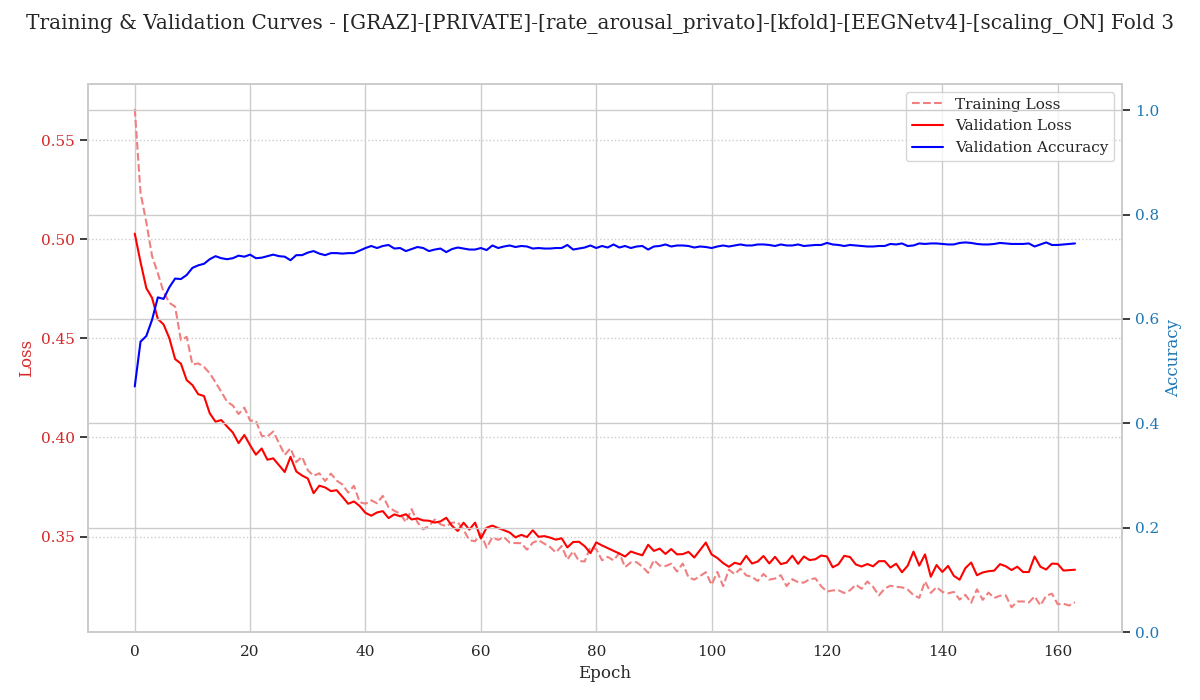 Training & Validation Curves - [GRAZ]-[PRIVATE]-[rate_arousal_privato]-[kfold]-[EEGNetv4]-[scaling_ON] Fold 3
Training Loss
Validation Loss
Validation Accuracy
0.55
0.50
0.45
0.40
0.35
Loss
1.0
0.8
0.6
0.4
0.2
0.0
Accuracy
0 20 40 60 80 100 120 140 160
Epoch